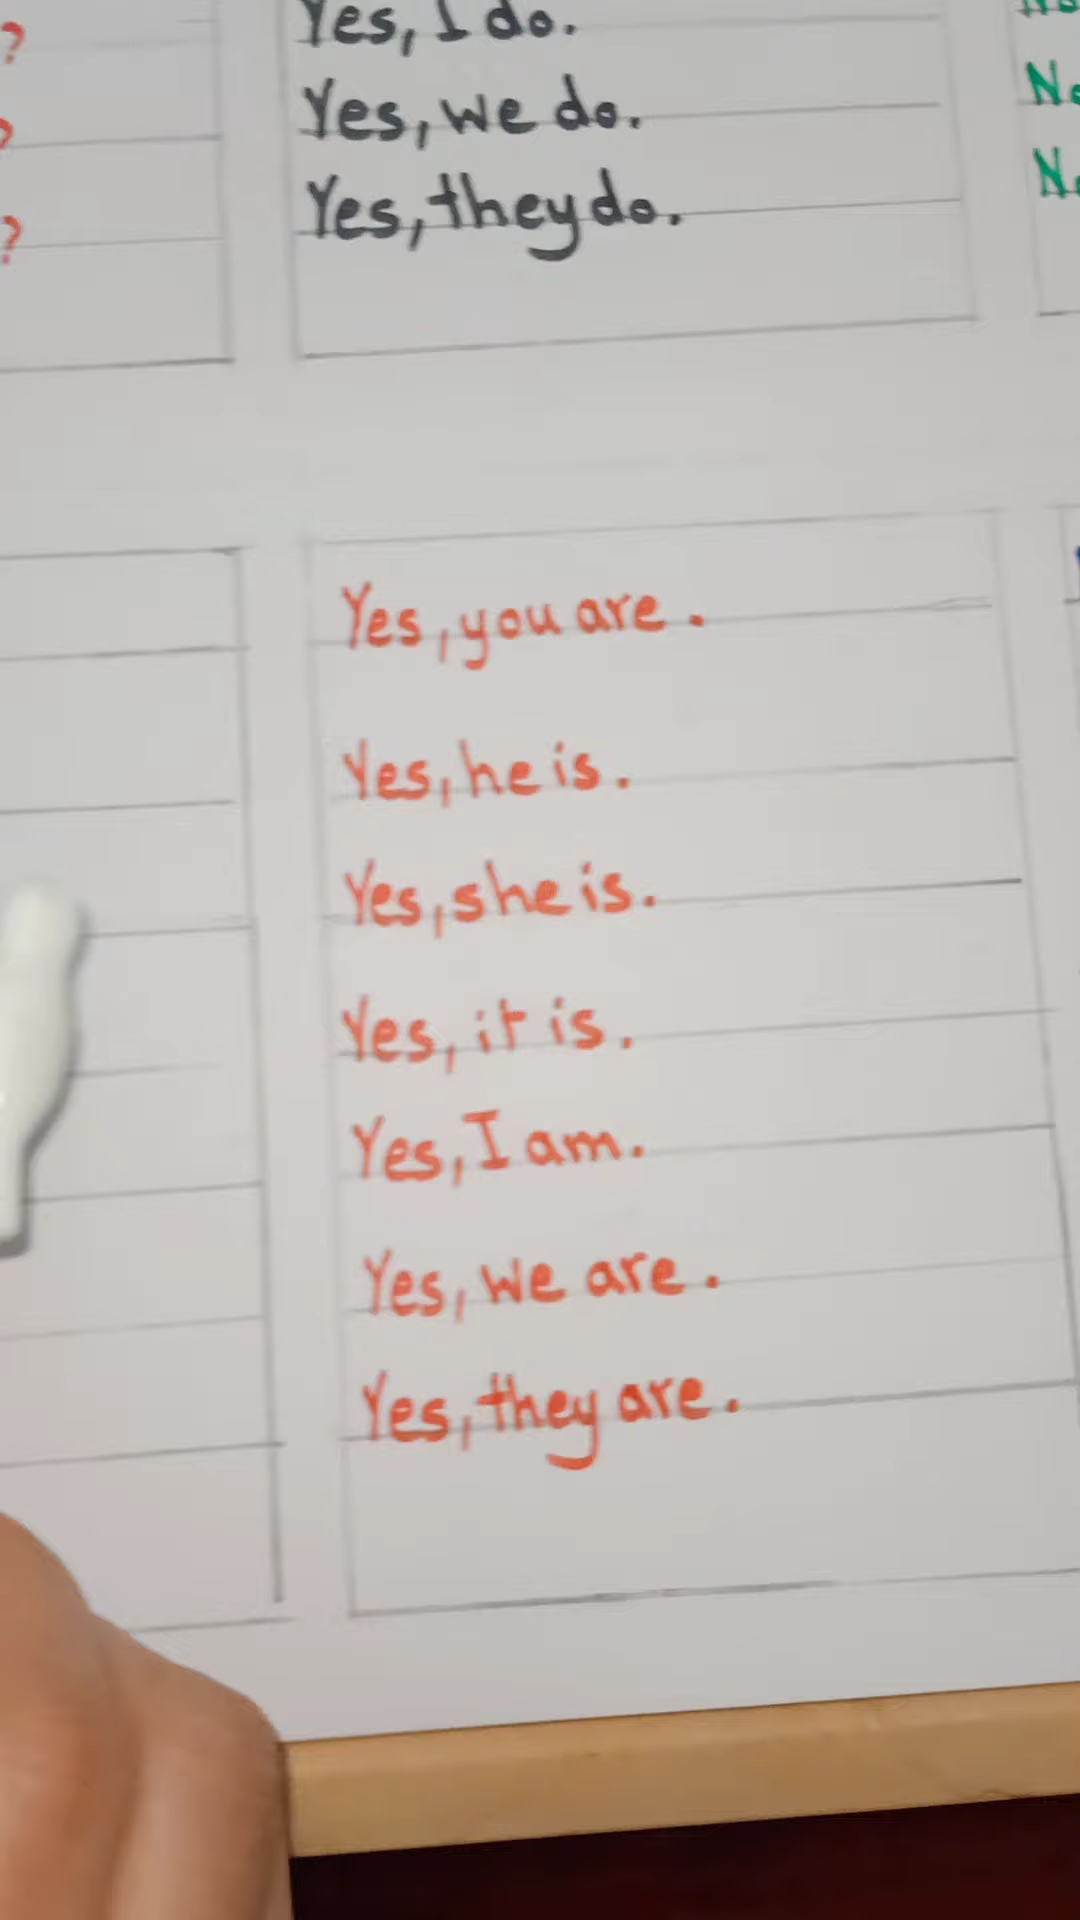 ? Yes, I do.
? Yes, we do.
? Yes, they do.
Yes, you are.
Yes, he is.
Yes, she is.
Yes, it is.
Yes, I am.
Yes, we are.
Yes, they are.